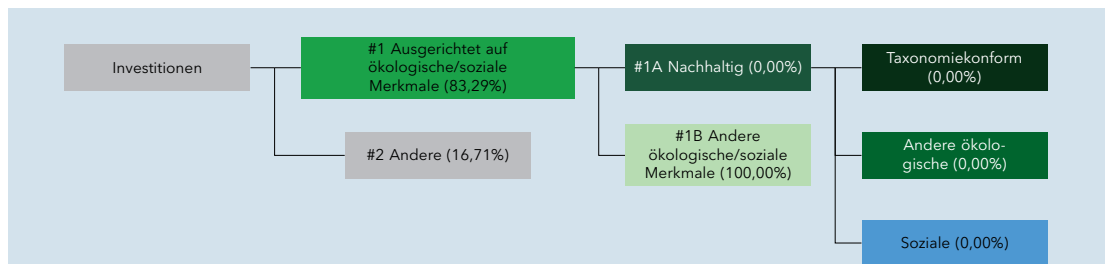 Investitionen
#1 Ausgerichtet auf
ökologische/soziale
Merkmale (83,29%)
#2 Andere (16,71%)
#1A Nachhaltig (0,00%)
#1B Andere
ökologische/soziale
Merkmale (100,00%)
Taxonomiekonform
(0,00%)
Andere ökolo-
gische (0,00%)
Soziale (0,00%)